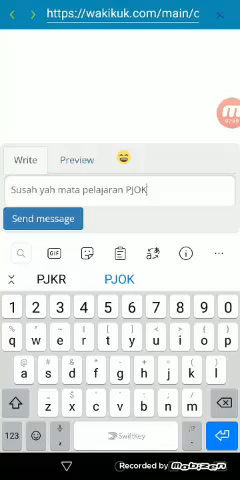 https://wakikuk.com/main/c
Write
Preview
Susah yah mata pelajaran PJOK
Send message
GIF
PJKR
PJOK
1 2 3 4 5 6 7 8 9 0
q w e r t y u i o p
a s d f g h j k l
z x c v b n m
123
SwiftKey
Recorded by Mobizen